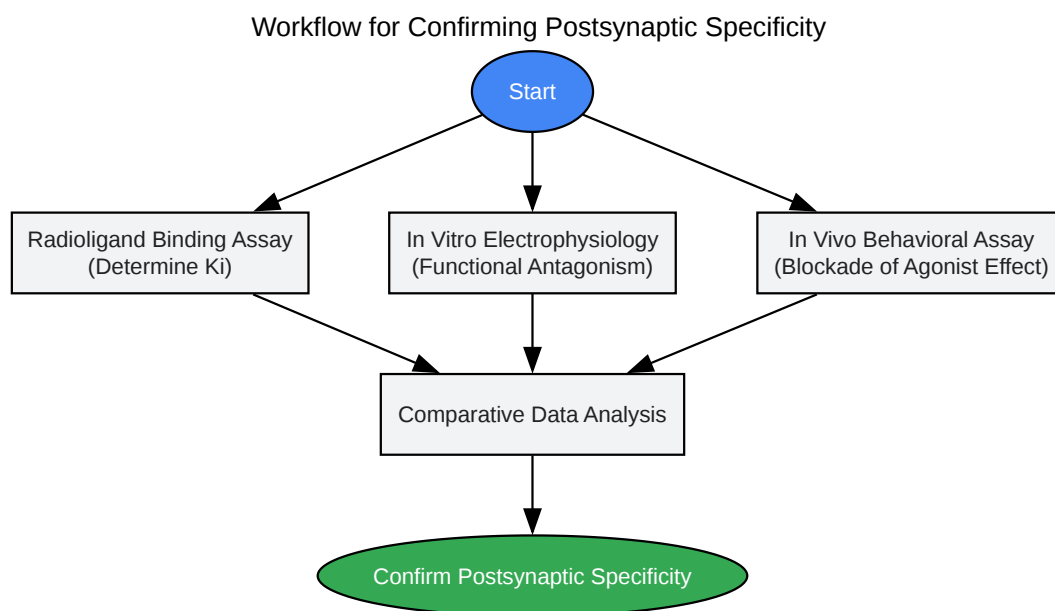 Workflow for Confirming Postsynaptic Specificity
Start
Radioligand Binding Assay
(Determine Ki)
In Vitro Electrophysiology
(Functional Antagonism)
In Vivo Behavioral Assay
(Blockade of Agonist Effect)
Comparative Data Analysis
Confirm Postsynaptic Specificity